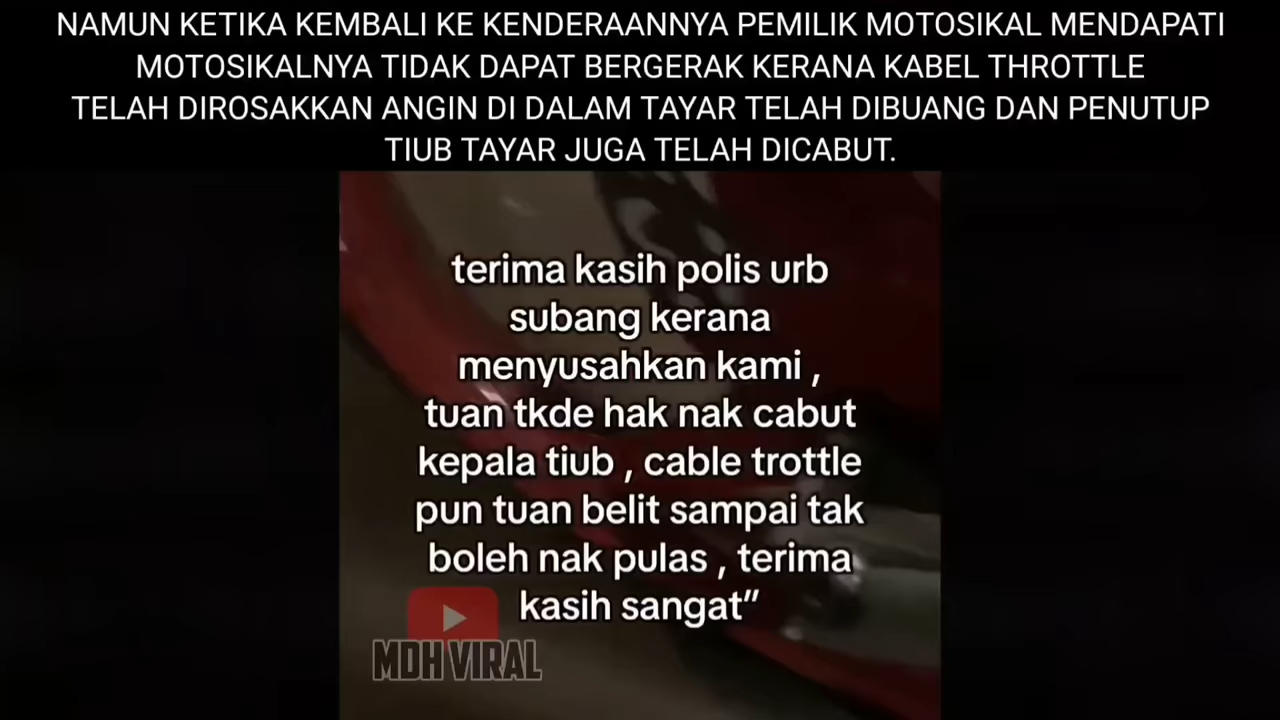 NAMUN KETIKA KEMBALI KE KENDERAANNYA PEMILIK MOTOSIKAL MENDAPATI
MOTOSIKALNYA TIDAK DAPAT BERGERAK KERANA KABEL THROTTLE
TELAH DIROSAKKAN ANGIN DI DALAM TAYAR TELAH DIBUANG DAN PENUTUP
TIUB TAYAR JUGA TELAH DICABUT.
terima kasih polis urb
subang kerana
menyusahkan kami ,
tuan tkde hak nak cabut
kepala tiub , cable trottle
pun tuan belit sampai tak
boleh nak pulas , terima
kasih sangat”
MDH VIRAL